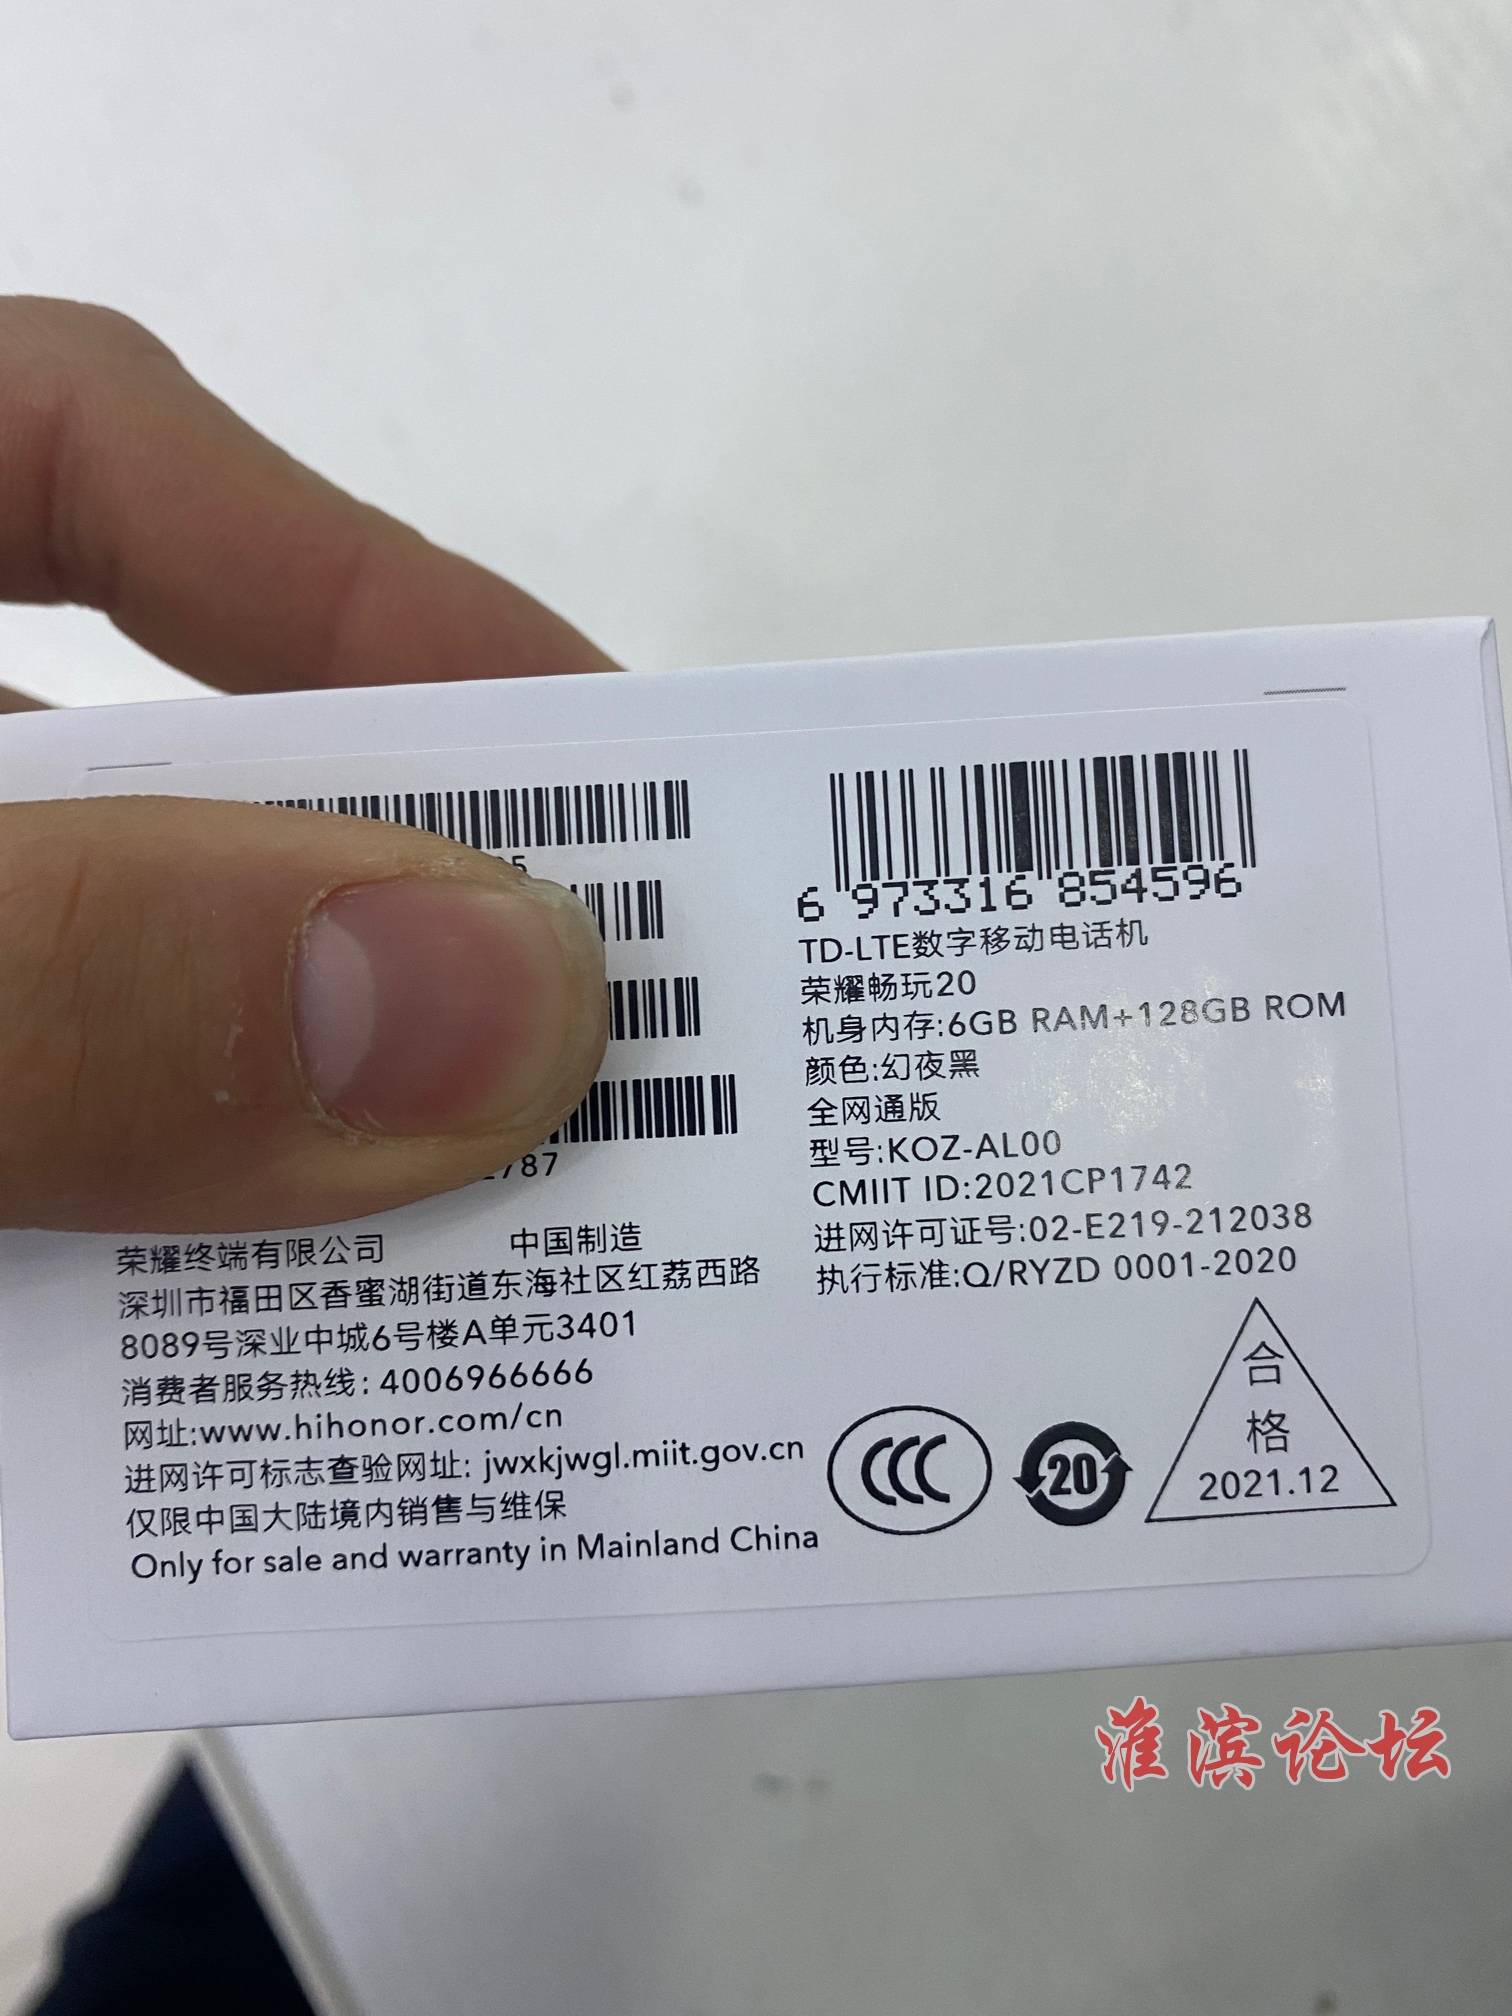 6 973316 854596
TD-LTE数字移动电话机
荣耀畅玩20
机身内存:6GB RAM+128GB ROM
颜色:幻夜黑
全网通版
型号:KOZ-AL00
CMIIT ID:2021CP1742
进网许可证号:02-E219-212038
执行标准:Q/RYZD 0001-2020
787
荣耀终端有限公司 中国制造
深圳市福田区香蜜湖街道东海社区红荔西路
8089号深业中城6号楼A单元3401
消费者服务热线: 4006966666
网址:www.hihonor.com/cn
进网许可标志查验网址: jwxkjwgl.miit.gov.cn
仅限中国大陆境内销售与维保
Only for sale and warranty in Mainland China
CCC
20
合
格
2021.12
淮滨论坛